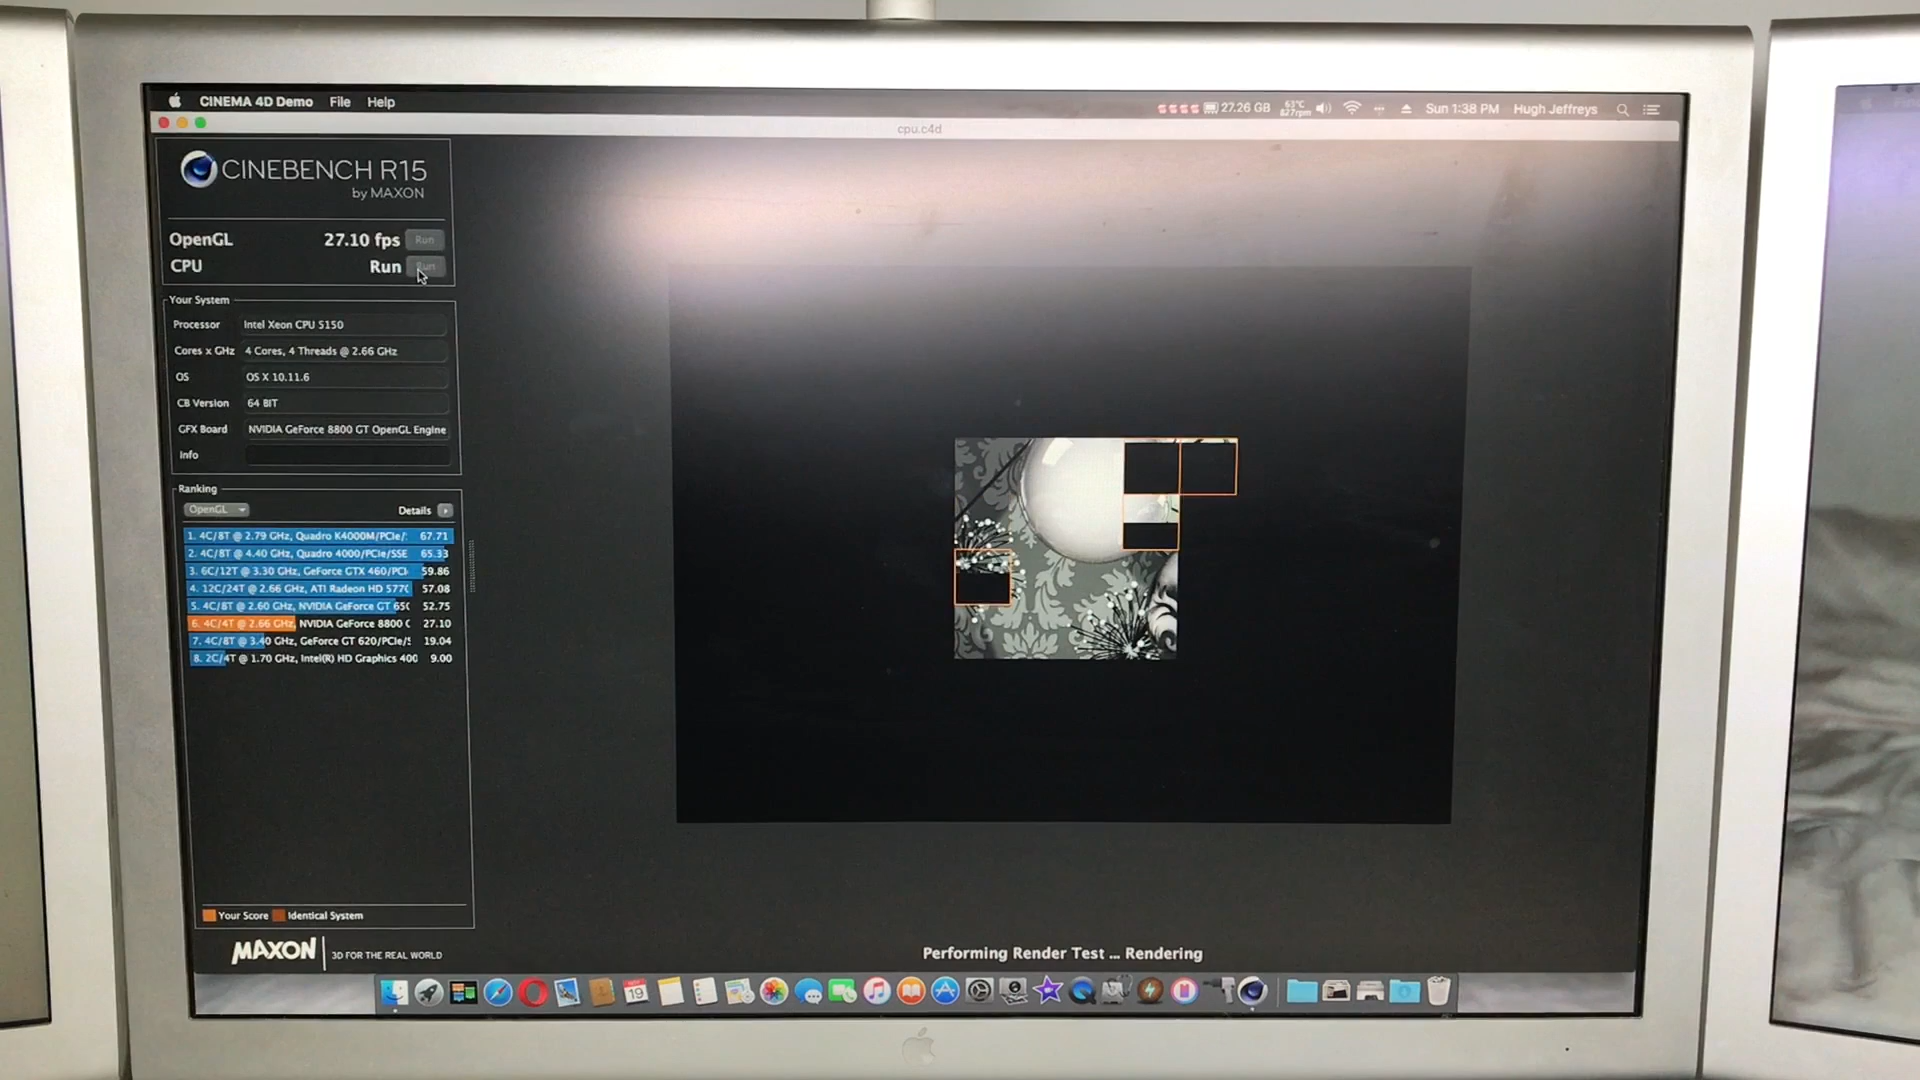 CINEMA 4D Demo File Help
27.26 GB 63°C 827rpm Sun 1:38 PM Hugh Jeffreys
cpu.c4d
CINEBENCH R15
by MAXON
OpenGL 27.10 fps Run
CPU Run Run
Your System
Processor Intel Xeon CPU 5150
Cores x GHz 4 Cores, 4 Threads @ 2.66 GHz
OS OS X 10.11.6
CB Version 64 BIT
GFX Board NVIDIA GeForce 8800 GT OpenGL Engine
Info
Ranking
OpenGL Details
1. 4C/8T @ 2.79 GHz, Quadro K4000M/PCIe/ 67.71
2. 4C/8T @ 4.40 GHz, Quadro 4000/PCIe/SSE 65.33
3. 6C/12T @ 3.30 GHz, GeForce GTX 460/PCI 59.86
4. 12C/24T @ 2.66 GHz, ATI Radeon HD 5770 57.08
5. 4C/8T @ 2.60 GHz, NVIDIA GeForce GT 650 52.75
6. 4C/4T @ 2.66 GHz, NVIDIA GeForce 8800 G 27.10
7. 4C/8T @ 3.40 GHz, GeForce GT 620/PCIe/S 19.04
8. 2C/4T @ 1.70 GHz, Intel(R) HD Graphics 400 9.00
Your Score Identical System
MAXON 3D FOR THE REAL WORLD
Performing Render Test ... Rendering
19